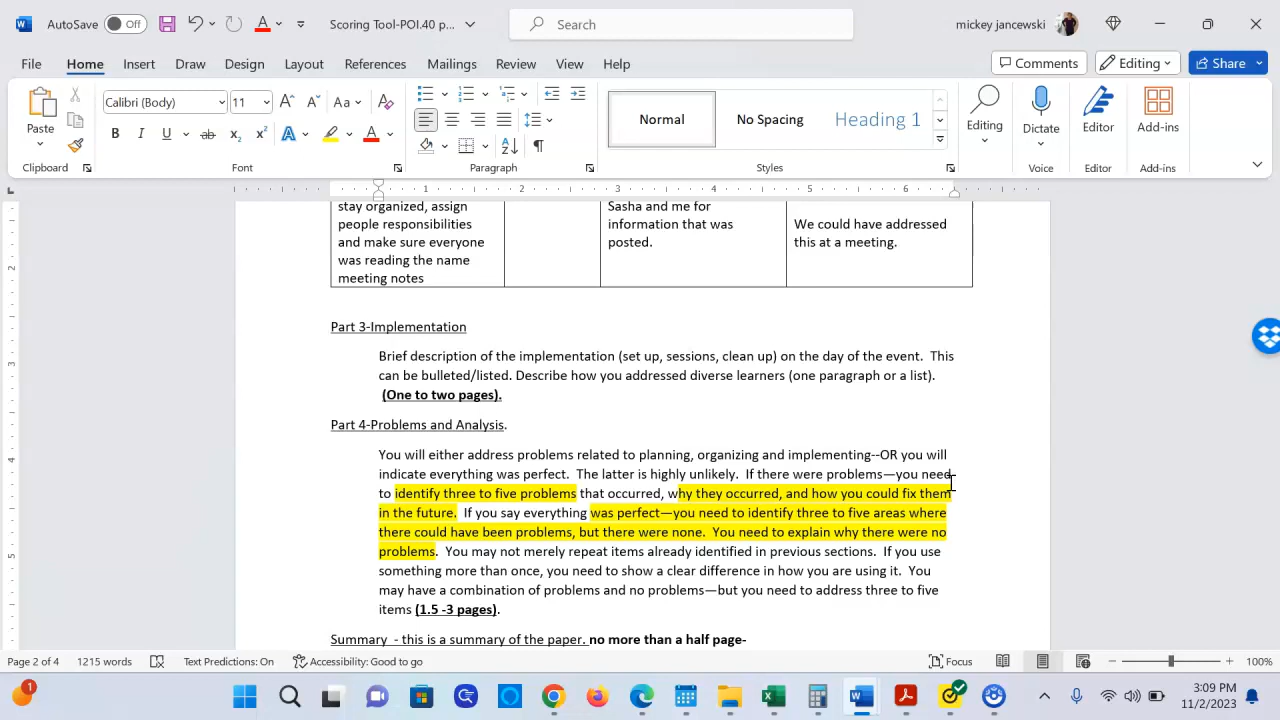 AutoSave Off Scoring Tool-POI.40 p... Search mickey jancewski
File Home Insert Draw Design Layout References Mailings Review View Help Comments Editing Share
Calibri (Body) 11 Aa Normal No Spacing Heading 1
Paste Editing Dictate Editor Add-ins
Clipboard Font Paragraph Styles Voice Editor Add-ins
1 2 3 4 5 6
stay organized, assign
people responsibilities
and make sure everyone
was reading the name
meeting notes
Sasha and me for
information that was
posted.
We could have addressed
this at a meeting.
Part 3-Implementation
Brief description of the implementation (set up, sessions, clean up) on the day of the event.  This
can be bulleted/listed. Describe how you addressed diverse learners (one paragraph or a list).
(One to two pages).
Part 4-Problems and Analysis.
You will either address problems related to planning, organizing and implementing--OR you will
indicate everything was perfect.  The latter is highly unlikely.  If there were problems—you need
to identify three to five problems that occurred, why they occurred, and how you could fix them
in the future.  If you say everything was perfect—you need to identify three to five areas where
there could have been problems, but there were none.  You need to explain why there were no
problems.  You may not merely repeat items already identified in previous sections.  If you use
something more than once, you need to show a clear difference in how you are using it.  You
may have a combination of problems and no problems—but you need to address three to five
items (1.5 -3 pages).
Summary  - this is a summary of the paper. no more than a half page-
2
3
4
5
Page 2 of 4 1215 words Text Predictions: On Accessibility: Good to go Focus 100%
1 3:09 PM
11/2/2023